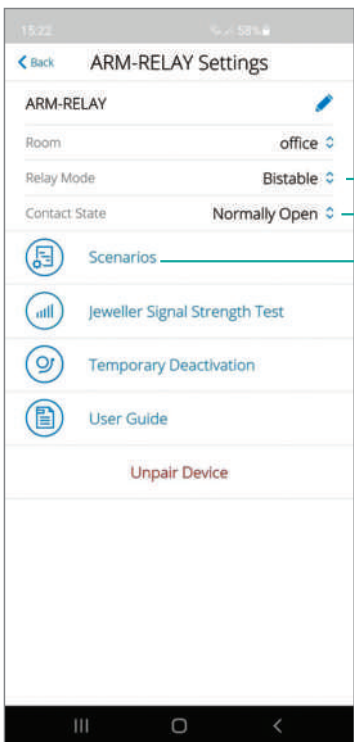 15:22 58%
Back ARM-RELAY Settings
ARM-RELAY
Room office
Relay Mode Bistable
Contact State Normally Open
Scenarios
Jeweller Signal Strength Test
Temporary Deactivation
User Guide
Unpair Device